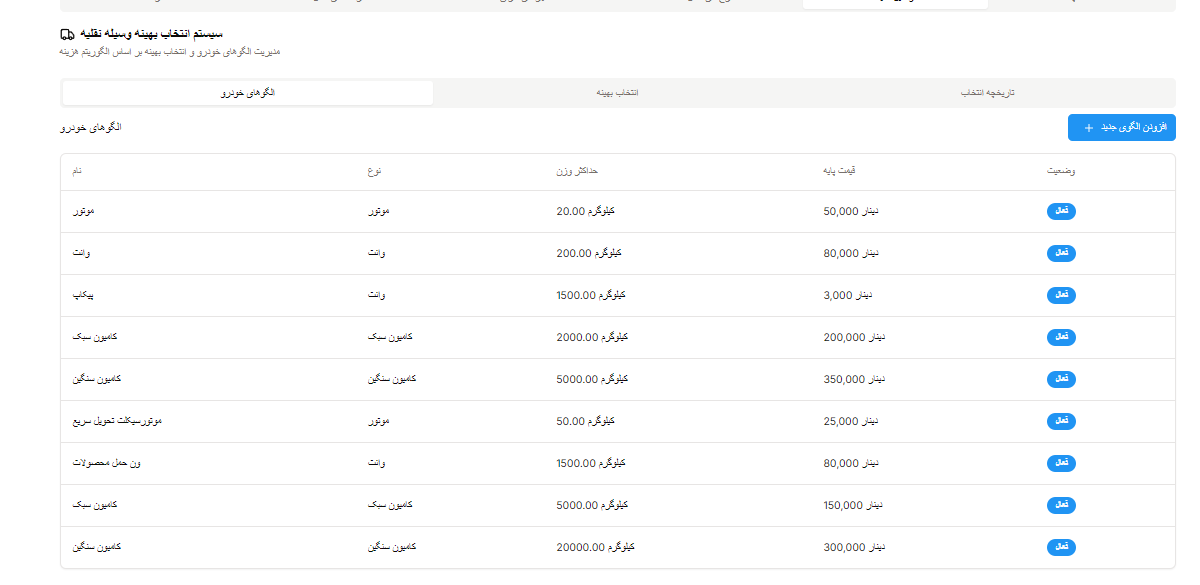 سیستم انتخاب بهینه وسیله نقلیه
مدیریت الگوهای خودرو و انتخاب بهینه بر اساس الگوریتم هزینه
الگوهای خودرو انتخاب بهینه تاریخچه انتخاب
الگوهای خودرو افزودن الگوی جدید +
نام نوع حداکثر وزن قیمت پایه وضعیت
موتور موتور 20.00 کیلوگرم 50,000 دینار فعال
وانت وانت 200.00 کیلوگرم 80,000 دینار فعال
پیکاپ وانت 1500.00 کیلوگرم 3,000 دینار فعال
کامیون سبک کامیون سبک 2000.00 کیلوگرم 200,000 دینار فعال
کامیون سنگین کامیون سنگین 5000.00 کیلوگرم 350,000 دینار فعال
موتورسیکلت تحویل سریع موتور 50.00 کیلوگرم 25,000 دینار فعال
ون حمل محصولات وانت 1500.00 کیلوگرم 80,000 دینار فعال
کامیون سبک کامیون سبک 5000.00 کیلوگرم 150,000 دینار فعال
کامیون سنگین کامیون سنگین 20000.00 کیلوگرم 300,000 دینار فعال